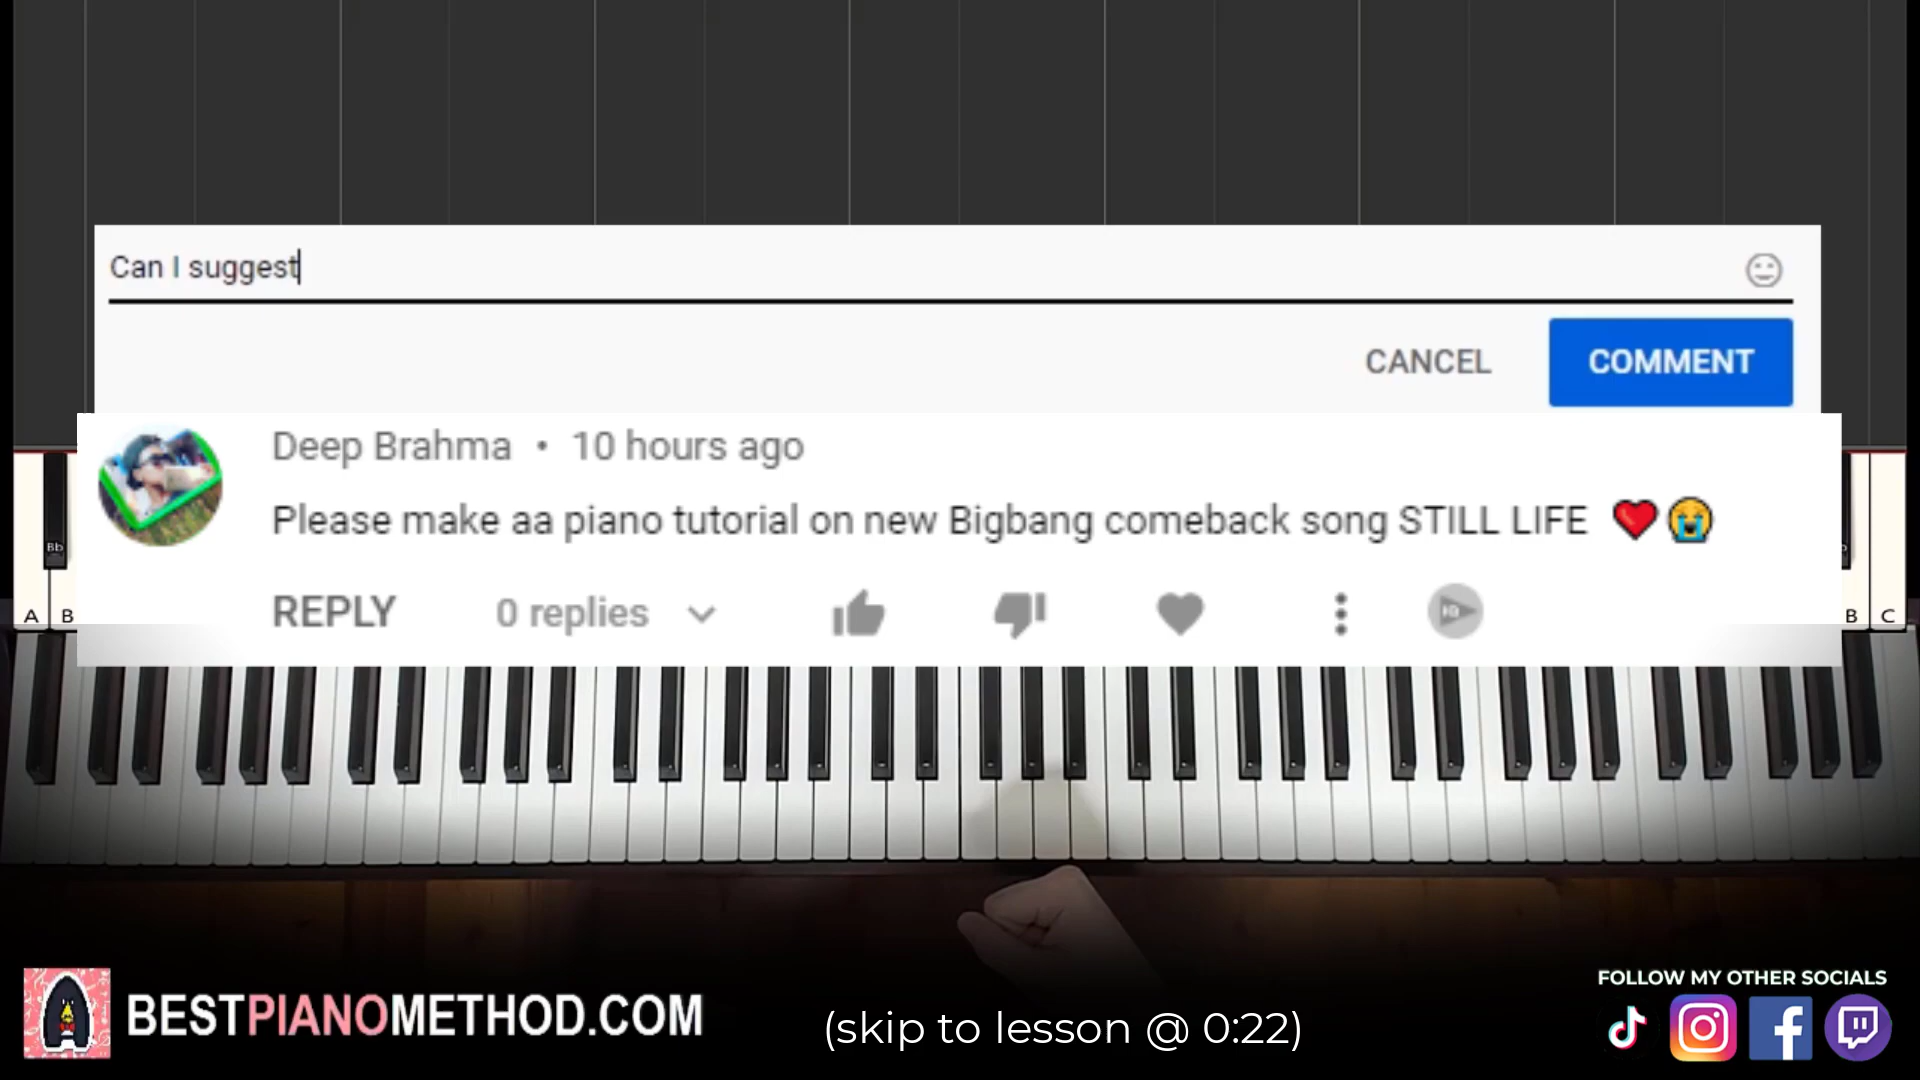 Can I suggest
CANCEL
COMMENT
Deep Brahma • 10 hours ago
Please make aa piano tutorial on new Bigbang comeback song STILL LIFE ❤️😭
REPLY
0 replies
Bb
A B
B C
BESTPIANOMETHOD.COM
(skip to lesson @ 0:22)
FOLLOW MY OTHER SOCIALS